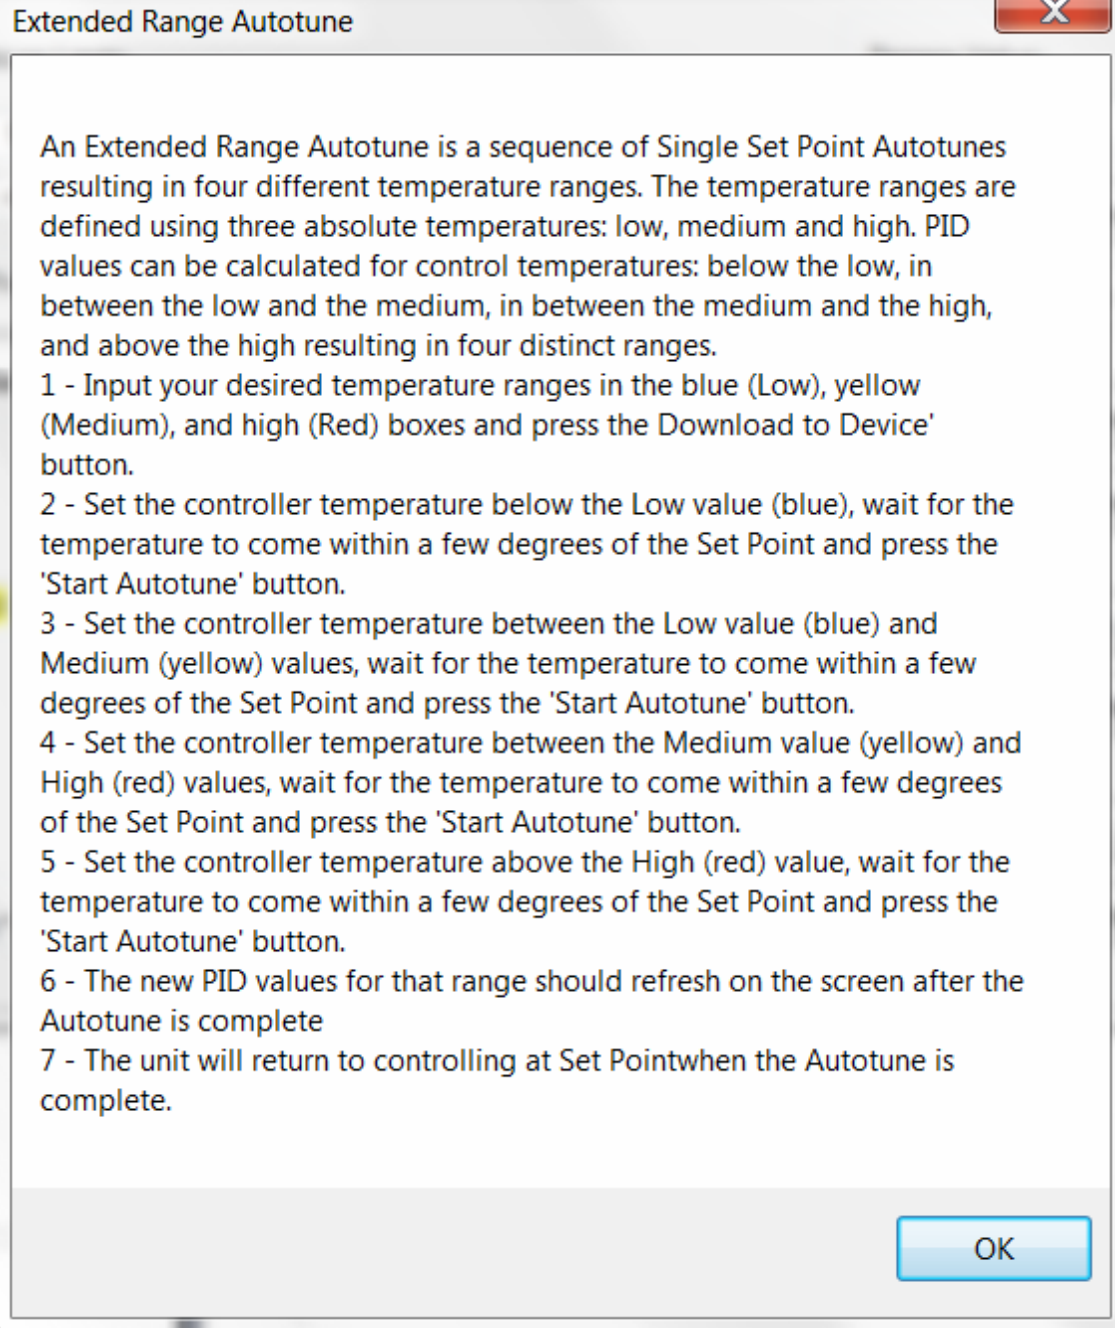 Extended Range Autotune
An Extended Range Autotune is a sequence of Single Set Point Autotunes
resulting in four different temperature ranges. The temperature ranges are
defined using three absolute temperatures: low, medium and high. PID
values can be calculated for control temperatures: below the low, in
between the low and the medium, in between the medium and the high,
and above the high resulting in four distinct ranges.
1 - Input your desired temperature ranges in the blue (Low), yellow
(Medium), and high (Red) boxes and press the Download to Device'
button.
2 - Set the controller temperature below the Low value (blue), wait for the
temperature to come within a few degrees of the Set Point and press the
'Start Autotune' button.
3 - Set the controller temperature between the Low value (blue) and
Medium (yellow) values, wait for the temperature to come within a few
degrees of the Set Point and press the 'Start Autotune' button.
4 - Set the controller temperature between the Medium value (yellow) and
High (red) values, wait for the temperature to come within a few degrees
of the Set Point and press the 'Start Autotune' button.
5 - Set the controller temperature above the High (red) value, wait for the
temperature to come within a few degrees of the Set Point and press the
'Start Autotune' button.
6 - The new PID values for that range should refresh on the screen after the
Autotune is complete
7 - The unit will return to controlling at Set Pointwhen the Autotune is
complete.
OK